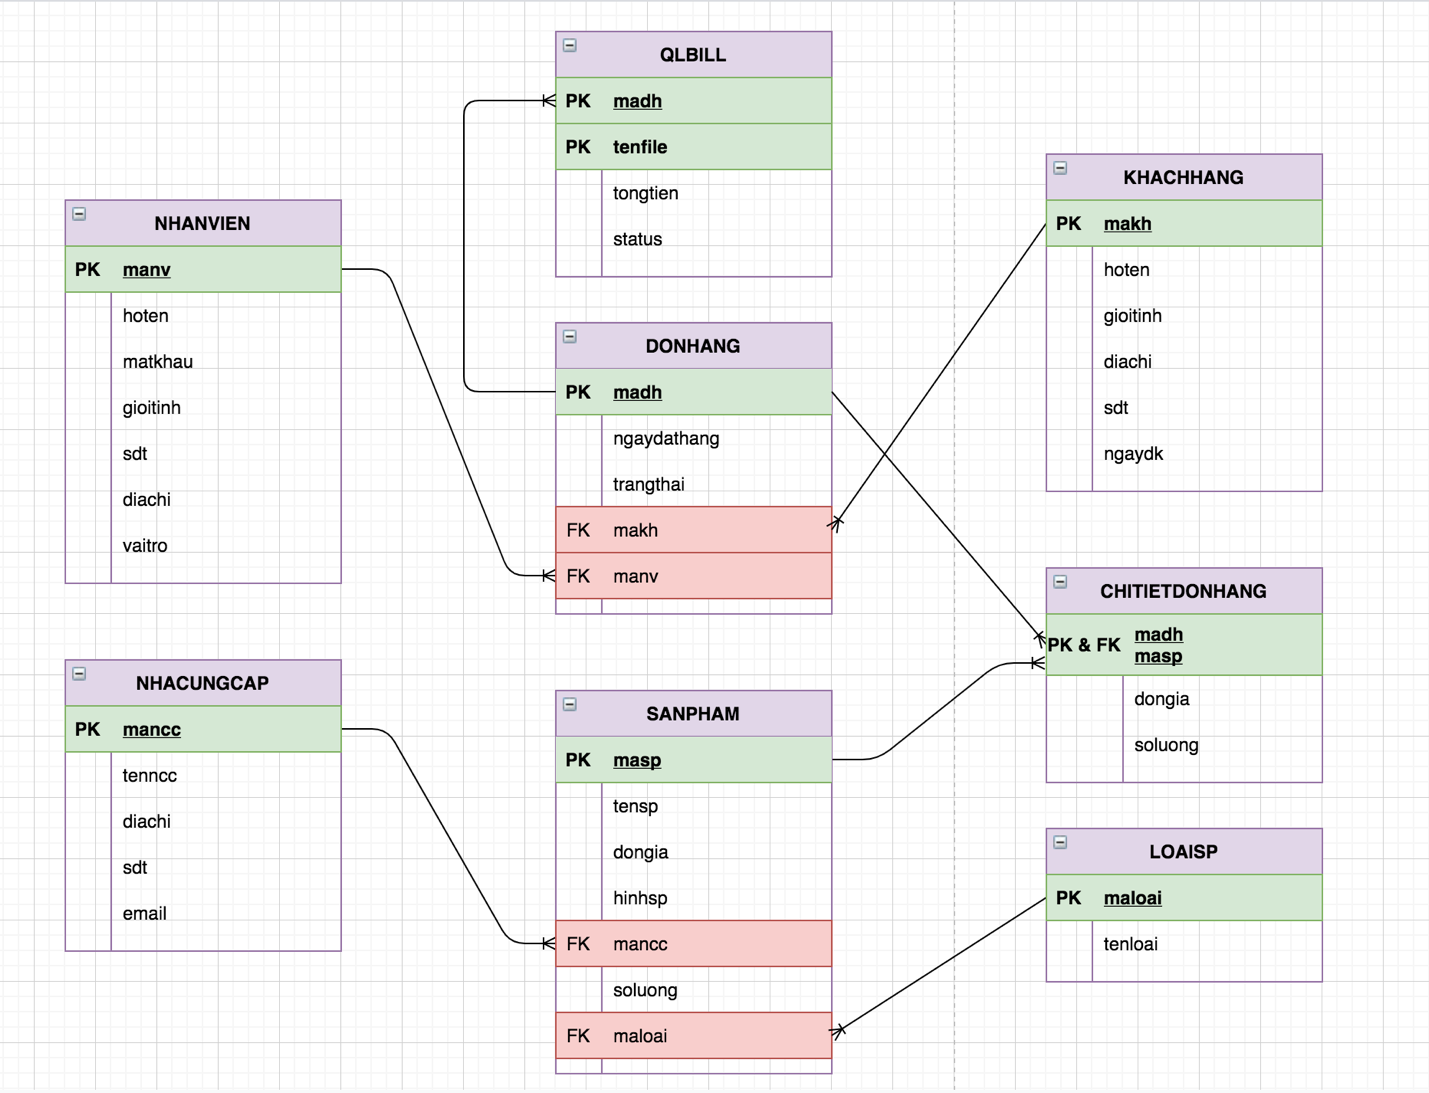 QLBILL
PK madh
PK tenfile
tongtien
status
NHANVIEN
PK manv
hoten
matkhau
gioitinh
sdt
diachi
vaitro
DONHANG
PK madh
ngaydathang
trangthai
FK makh
FK manv
KHACHHANG
PK makh
hoten
gioitinh
diachi
sdt
ngaydk
NHACUNGCAP
PK mancc
tenncc
diachi
sdt
email
SANPHAM
PK masp
tensp
dongia
hinhsp
FK mancc
soluong
FK maloai
CHITIETDONHANG
PK & FK madh
masp
dongia
soluong
LOAISP
PK maloai
tenloai